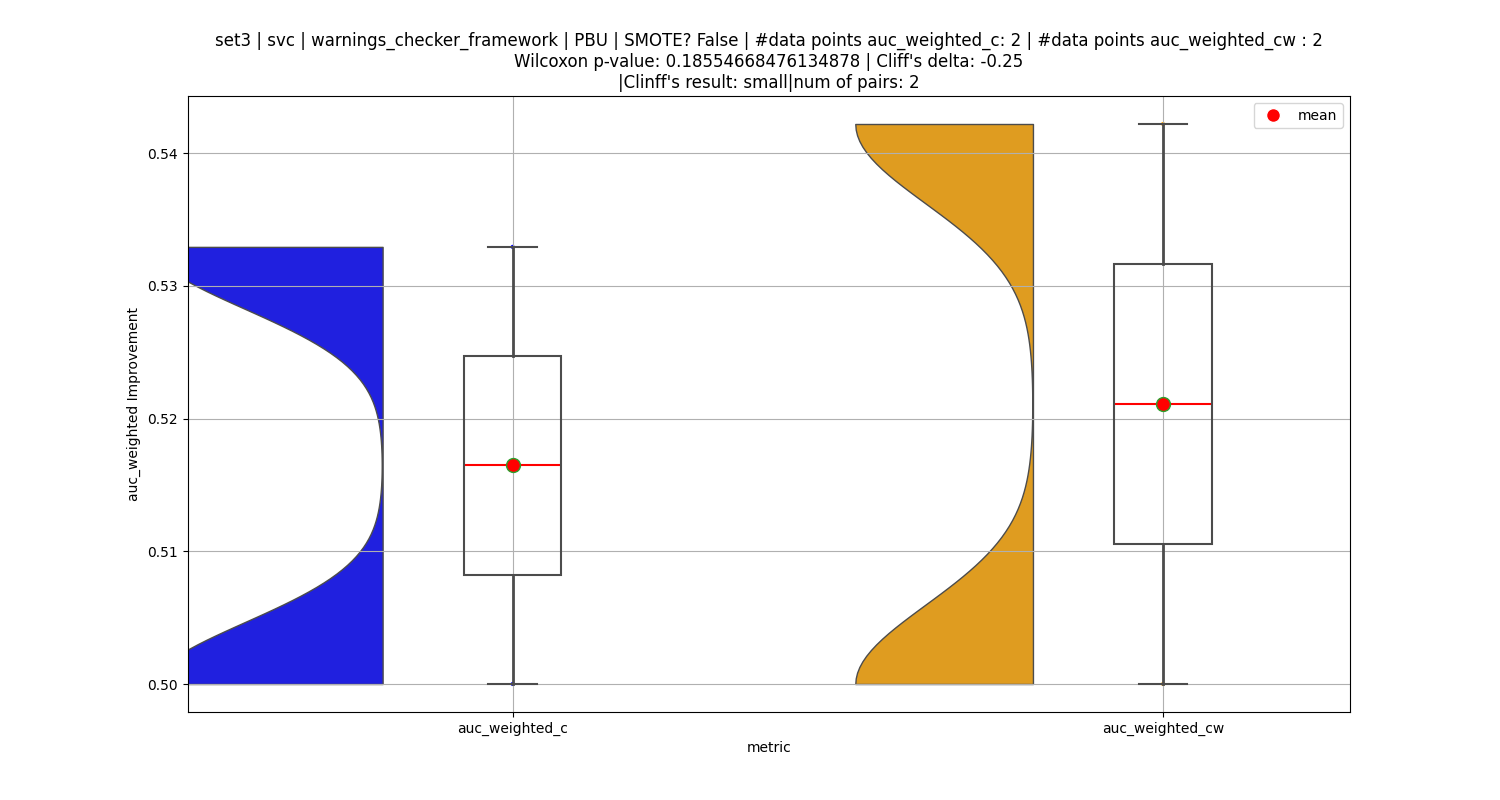 set3 | svc | warnings_checker_framework | PBU | SMOTE? False | #data points auc_weighted_c: 2 | #data points auc_weighted_cw : 2
Wilcoxon p-value: 0.18554668476134878 | Cliff's delta: -0.25
|Clinff's result: small|num of pairs: 2
mean
0.54
0.53
0.52
0.51
0.50
auc_weighted Improvement
auc_weighted_c
auc_weighted_cw
metric